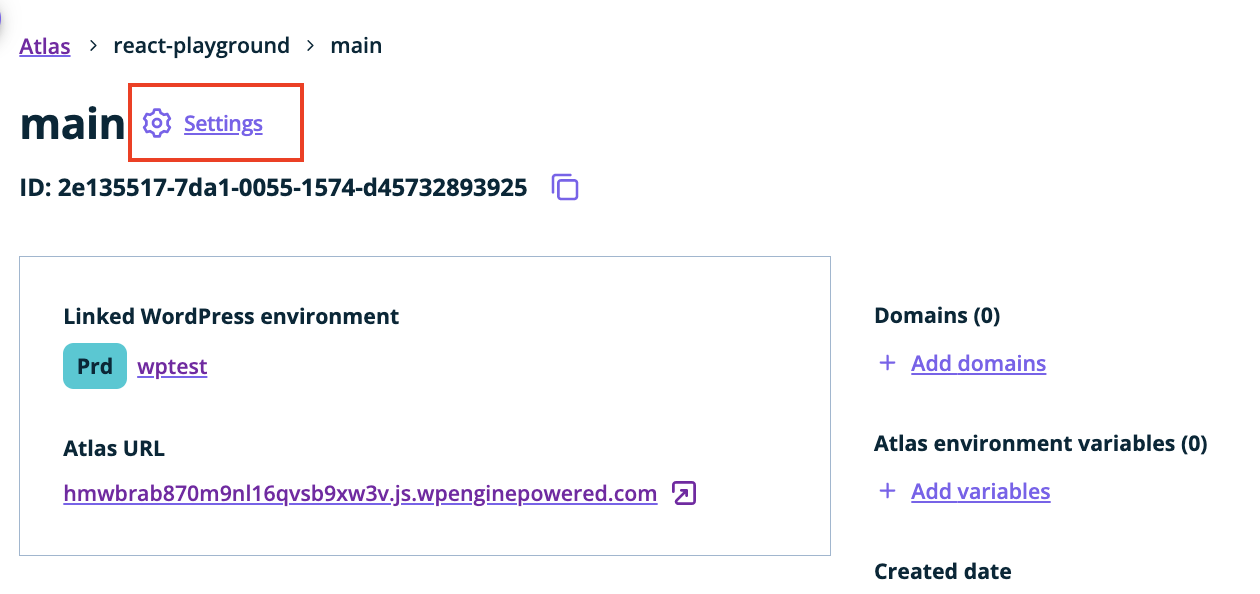 Atlas > react-playground > main
main Settings
ID: 2e135517-7da1-0055-1574-d45732893925
Linked WordPress environment
Prd wptest
Atlas URL
hmwbrab870m9nl16qvsb9xw3v.js.wpenginepowered.com
Domains (0)
+ Add domains
Atlas environment variables (0)
+ Add variables
Created date